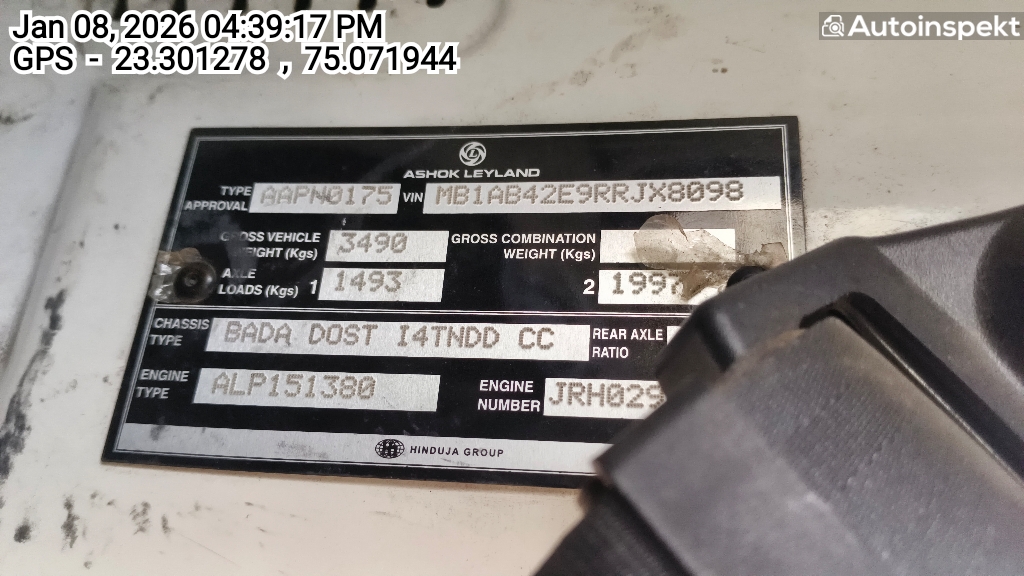 Jan 08, 2026 04:39:17 PM
GPS - 23.301278 , 75.071944
Autoinspekt
ASHOK LEYLAND
TYPE APPROVAL AAPN0175 VIN MB1AB42E9RRJX8098
GROSS VEHICLE WEIGHT (Kgs) 3490 GROSS COMBINATION WEIGHT (Kgs)
AXLE LOADS (Kgs) 1 1493 2 1997
CHASSIS TYPE BADA DOST I4TNDD CC REAR AXLE RATIO
ENGINE TYPE ALP151380 ENGINE NUMBER JRH029
HINDUJA GROUP